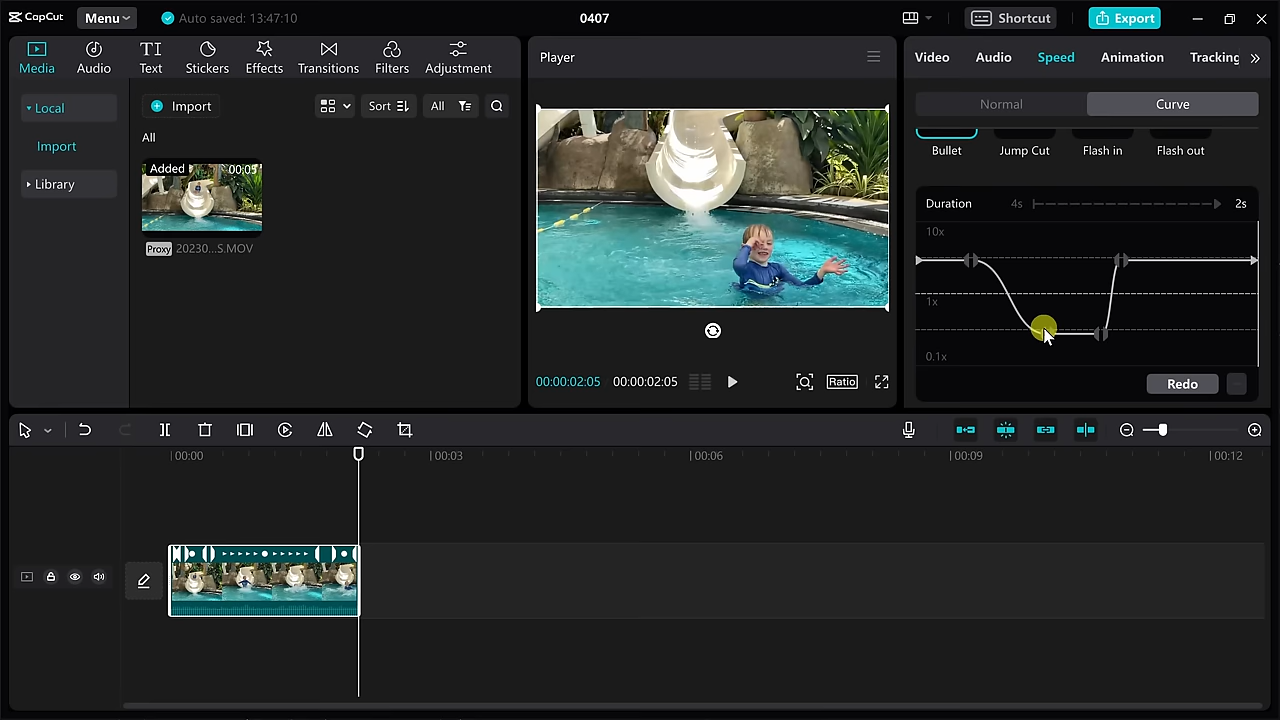 CapCut
Menu
Auto saved: 13:47:10
0407
Shortcut
Export
Media
Audio
Text
Stickers
Effects
Transitions
Filters
Adjustment
Local
Import
Library
Import
Sort
All
All
Added
00:05
Proxy 20230...S.MOV
Player
00:00:02:05 00:00:02:05
Ratio
Video
Audio
Speed
Animation
Tracking
Normal
Curve
Bullet
Jump Cut
Flash in
Flash out
Duration
4s
2s
10x
1x
0.1x
Redo
00:00
00:03
00:06
00:09
00:12